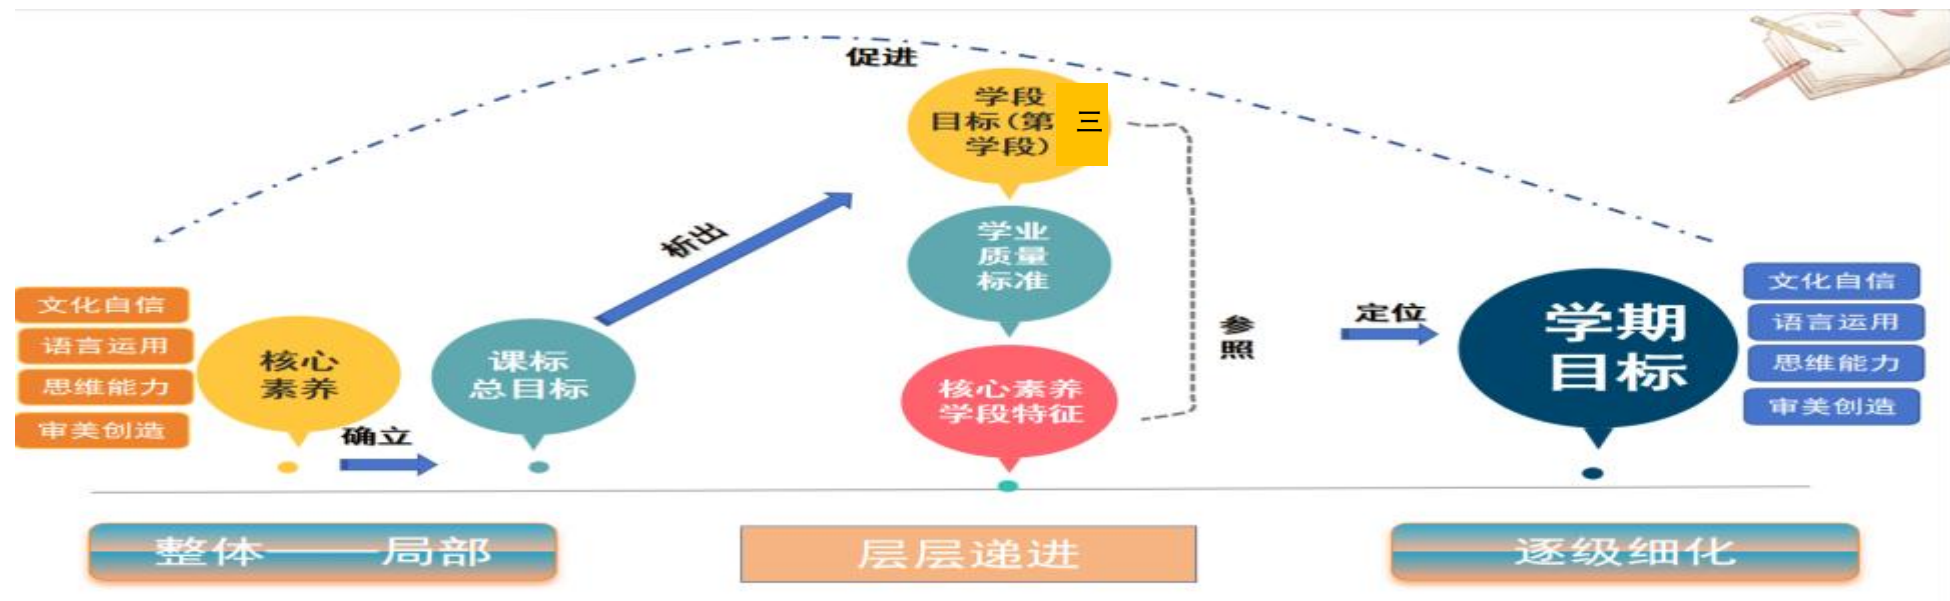 促进
学段
目标(第三
学段)
析出
学业
质量
标准
文化自信
语言运用
思维能力
审美创造
核心
素养
确立
课标
总目标
核心素养
学段特征
参
照
定位
学期
目标
文化自信
语言运用
思维能力
审美创造
整体——局部
层层递进
逐级细化